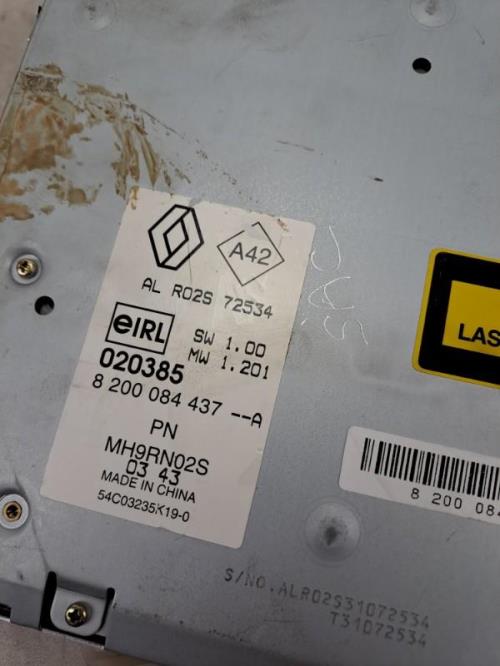 A42
AL R02S 72534
eIRL
SW 1.00
MW 1.201
020385
8 200 084 437 --A
PN
MH9RN02S
03 43
MADE IN CHINA
54C03235K19-0
LAS
8 200 084
S/NO.ALR02S31072534
T31072534